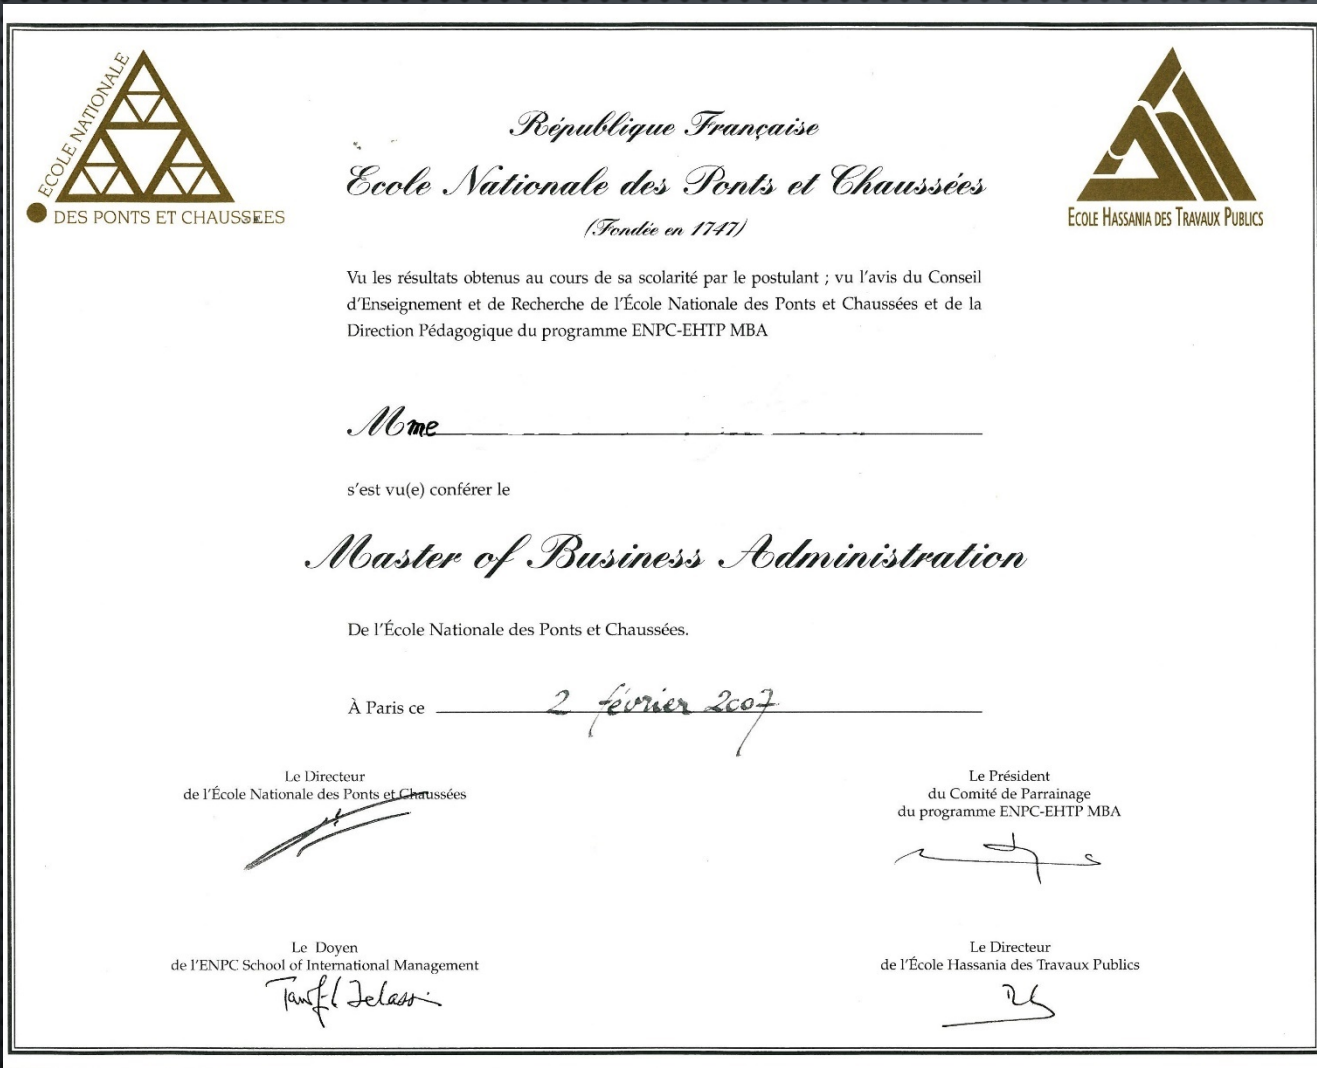 ECOLE NATIONALE
DES PONTS ET CHAUSSEES
ECOLE HASSANIA DES TRAVAUX PUBLICS
République Française
Ecole Nationale des Ponts et Chaussées
(Fondée en 1747)
Vu les résultats obtenus au cours de sa scolarité par le postulant ; vu l'avis du Conseil
d'Enseignement et de Recherche de l'École Nationale des Ponts et Chaussées et de la
Direction Pédagogique du programme ENPC-EHTP MBA
Mme
s'est vu(e) conférer le
Master of Business Administration
De l'École Nationale des Ponts et Chaussées.
À Paris ce 2 février 2007
Le Directeur
de l'École Nationale des Ponts et Chaussées
Le Président
du Comité de Parrainage
du programme ENPC-EHTP MBA
Le Doyen
de l'ENPC School of International Management
Le Directeur
de l'École Hassania des Travaux Publics